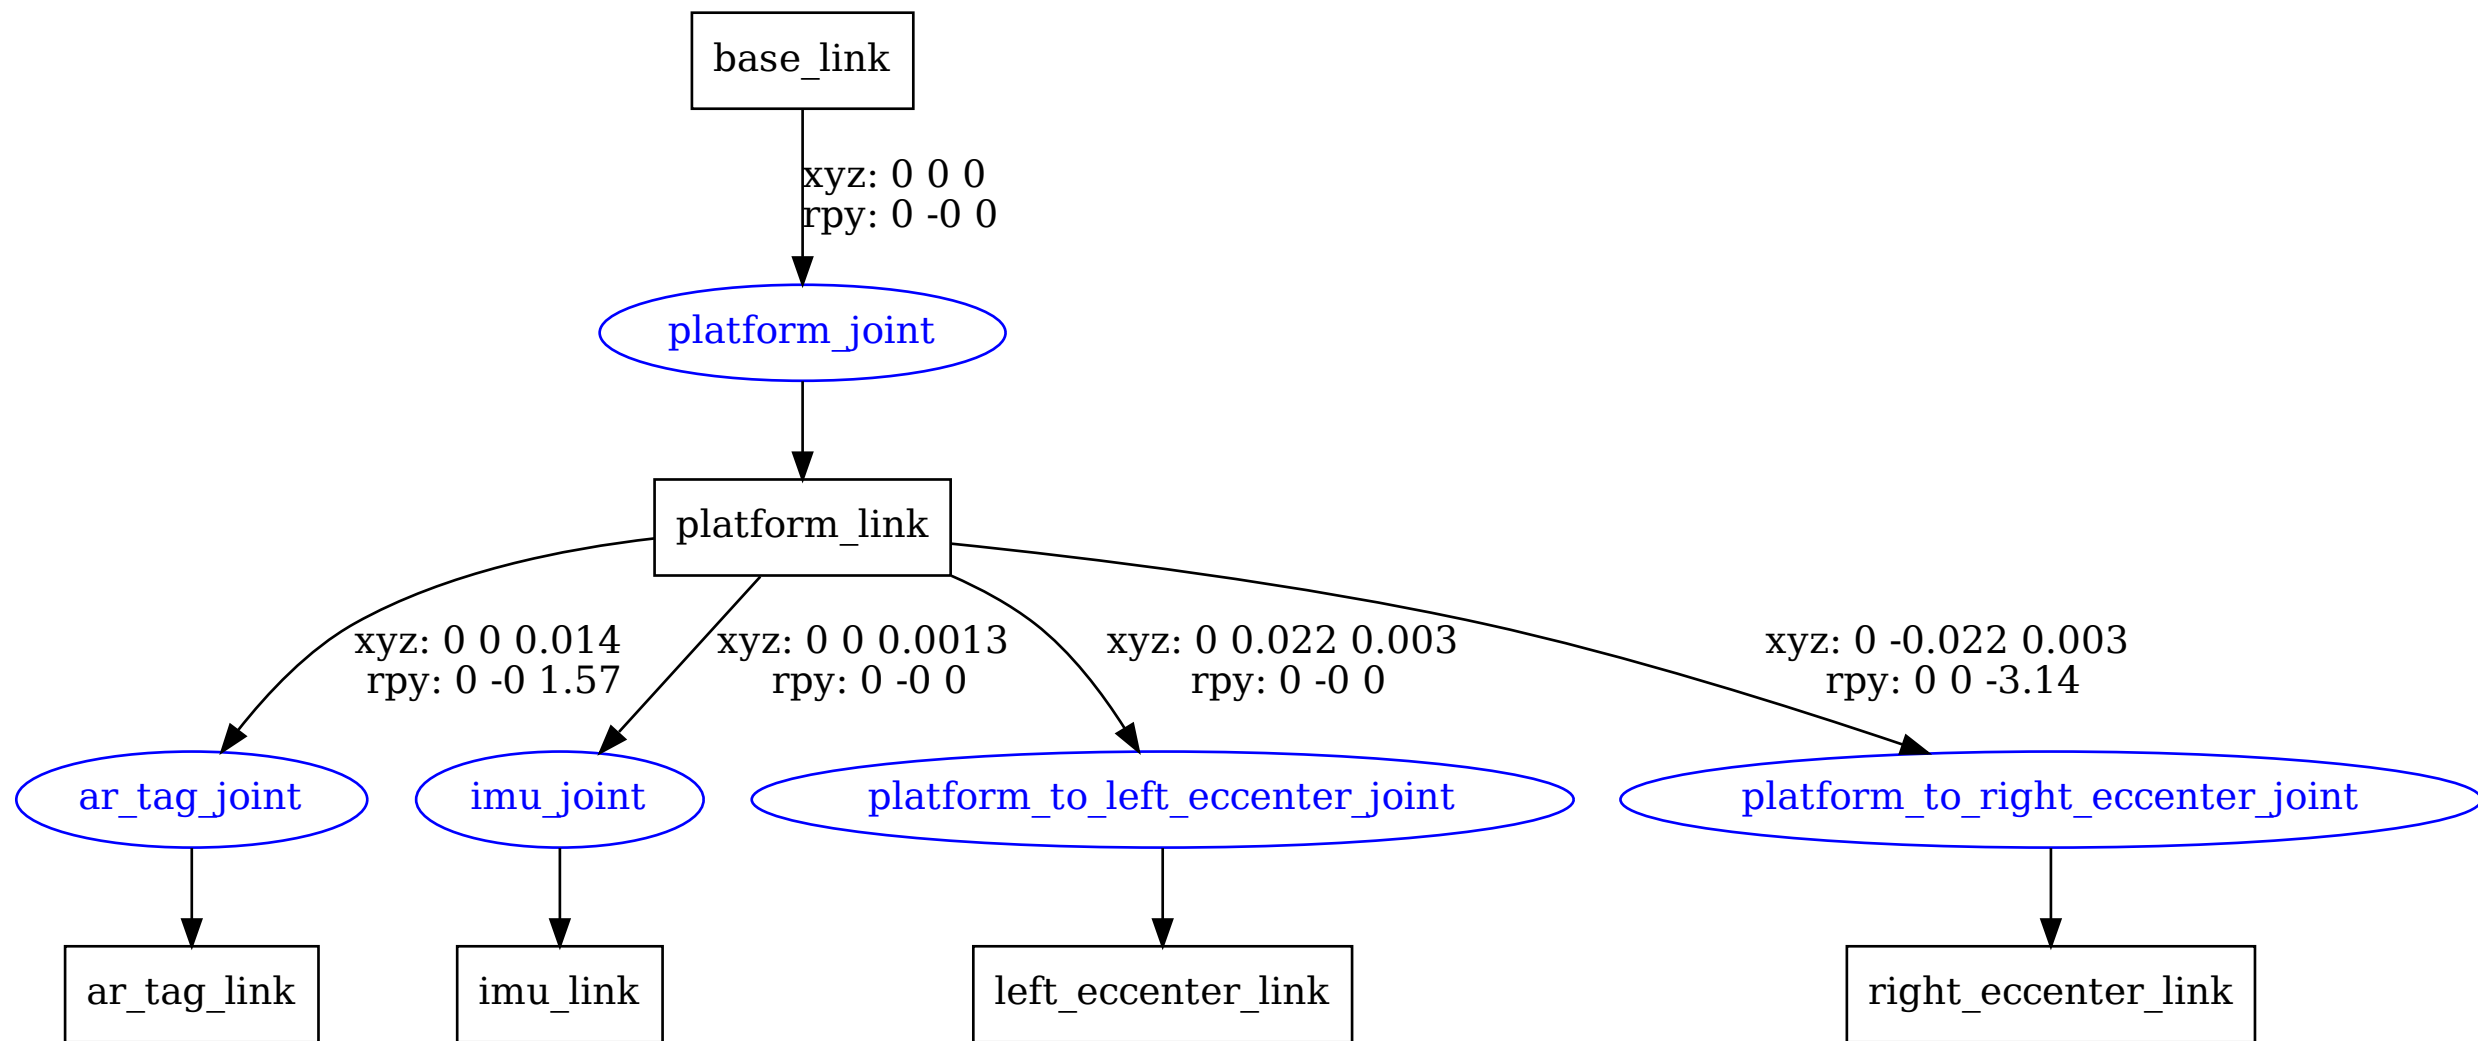 base_link
xyz: 0 0 0
rpy: 0 -0 0
platform_joint
platform_link
xyz: 0 0 0.014
rpy: 0 -0 1.57
xyz: 0 0 0.0013
rpy: 0 -0 0
xyz: 0 0.022 0.003
rpy: 0 -0 0
xyz: 0 -0.022 0.003
rpy: 0 0 -3.14
ar_tag_joint
imu_joint
platform_to_left_eccenter_joint
platform_to_right_eccenter_joint
ar_tag_link
imu_link
left_eccenter_link
right_eccenter_link